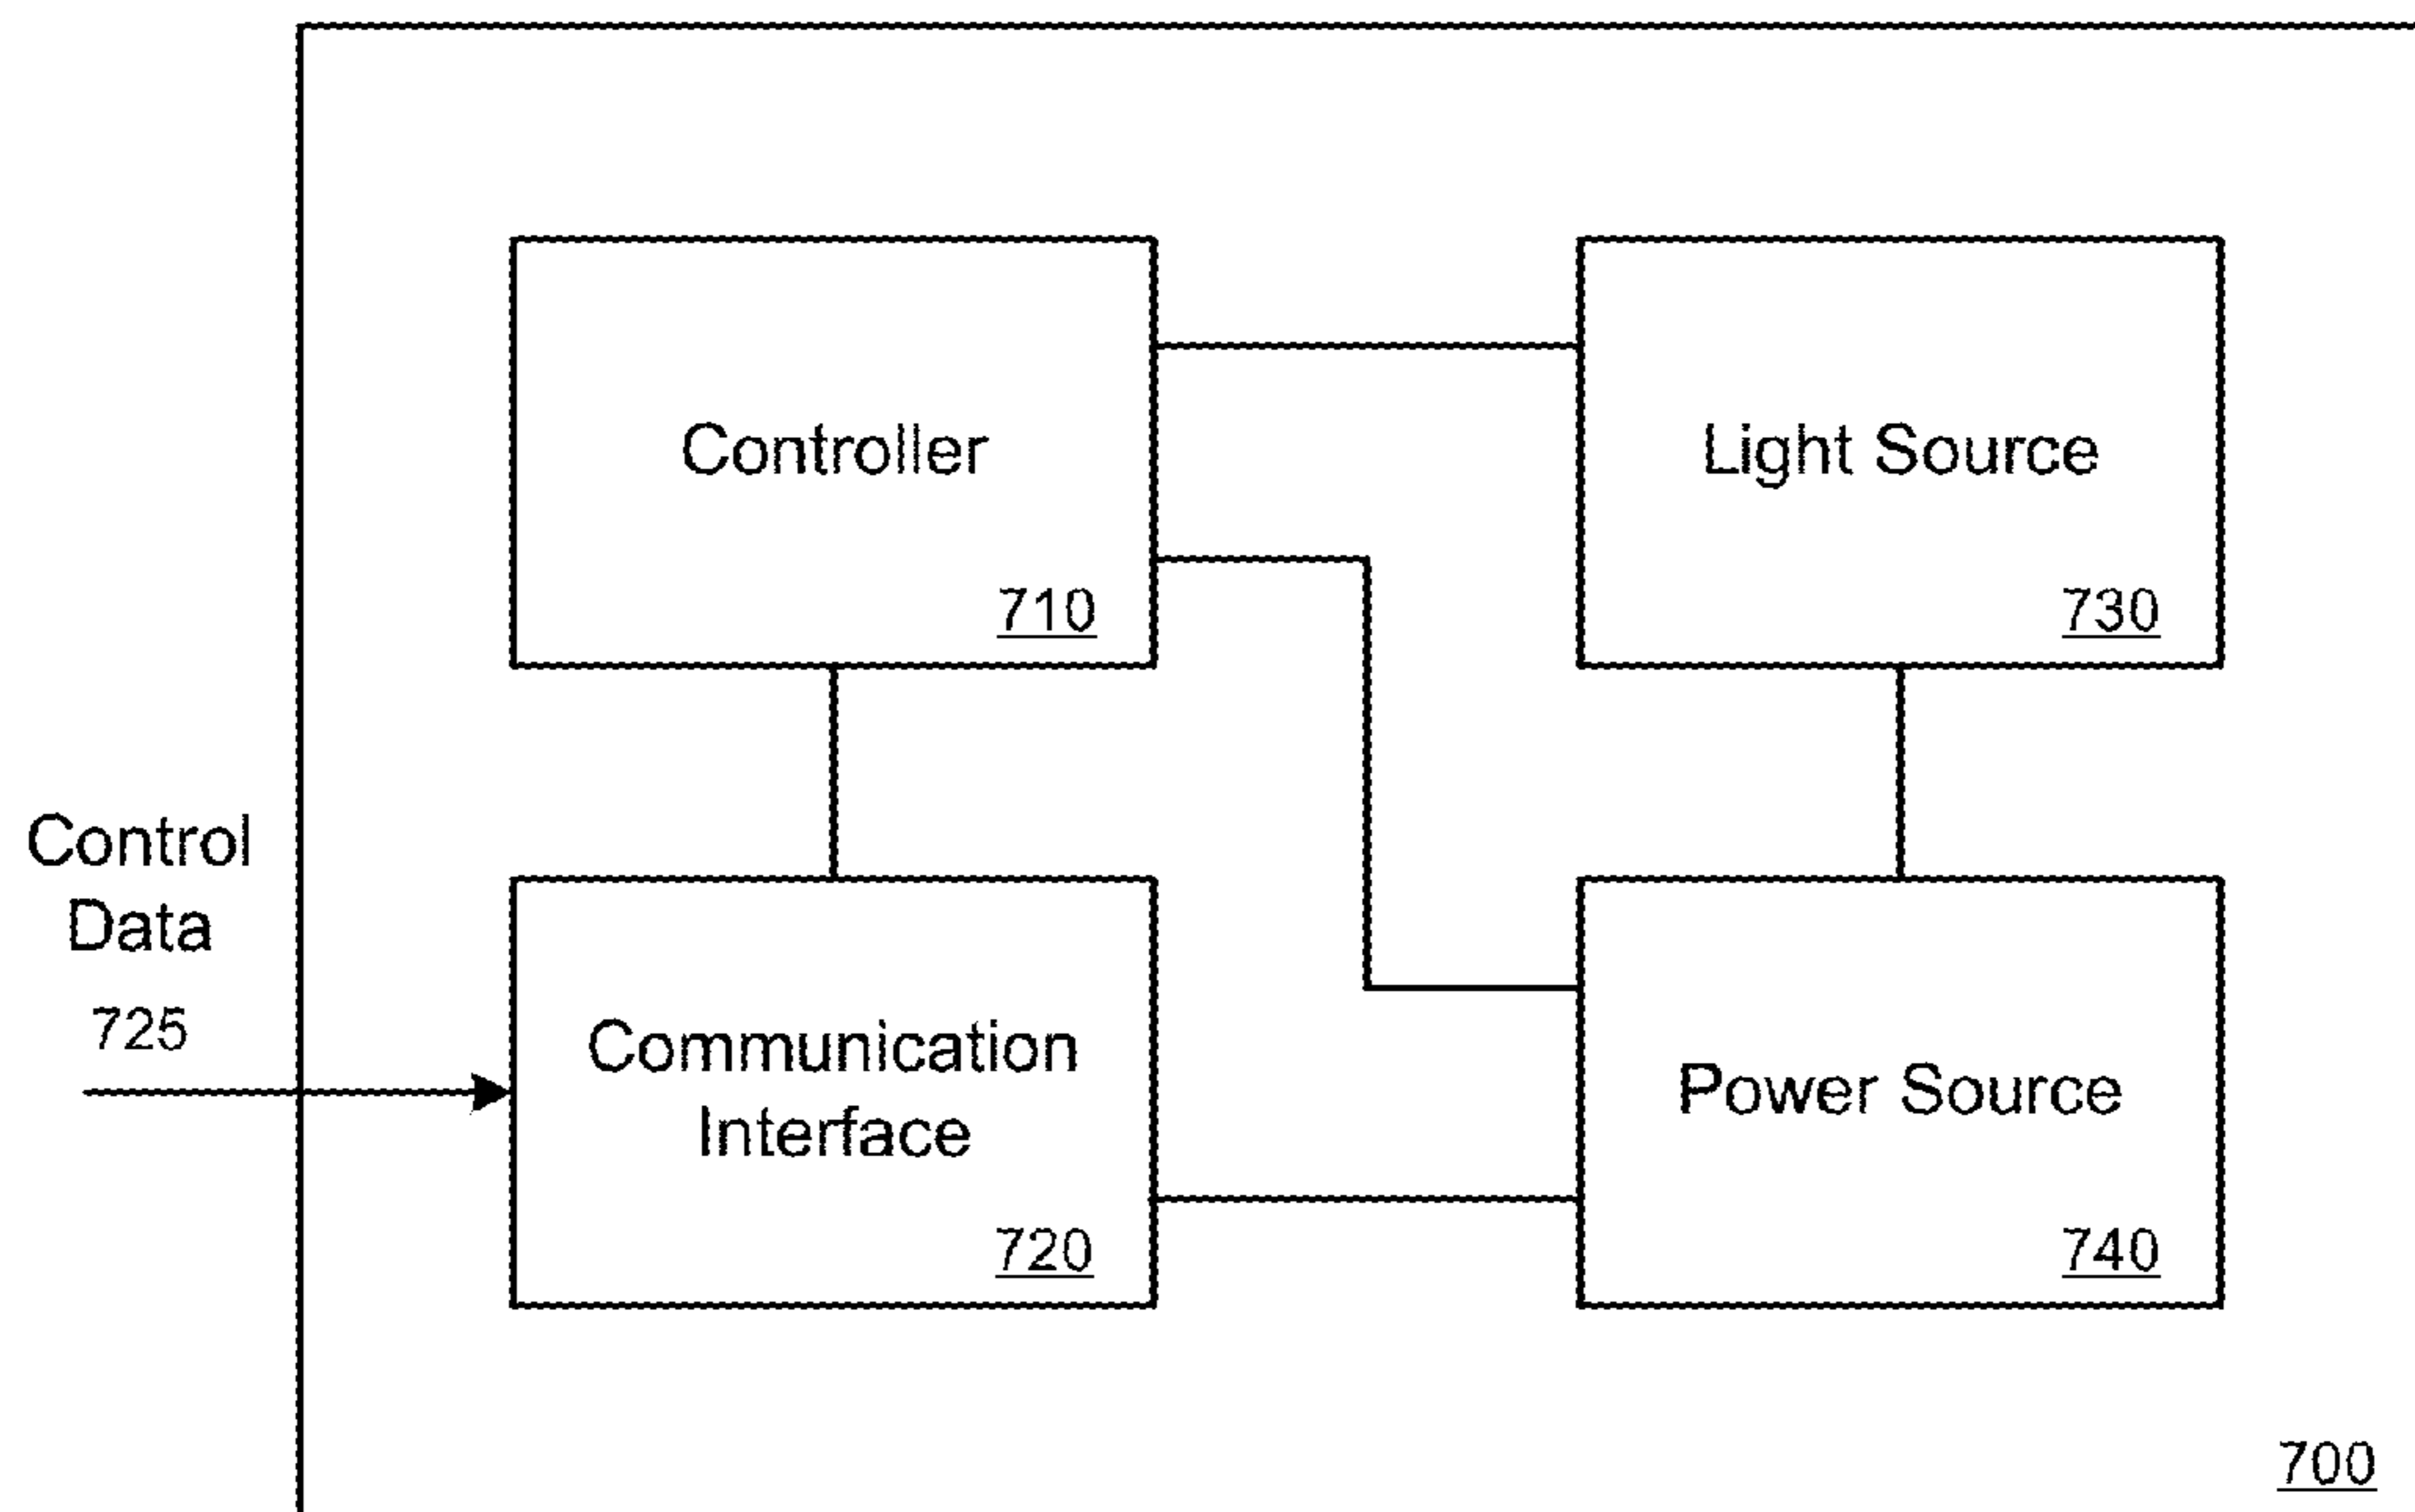 Controller
710
Light Source
730
Control
Data
725
Communication
Interface
720
Power Source
740
700